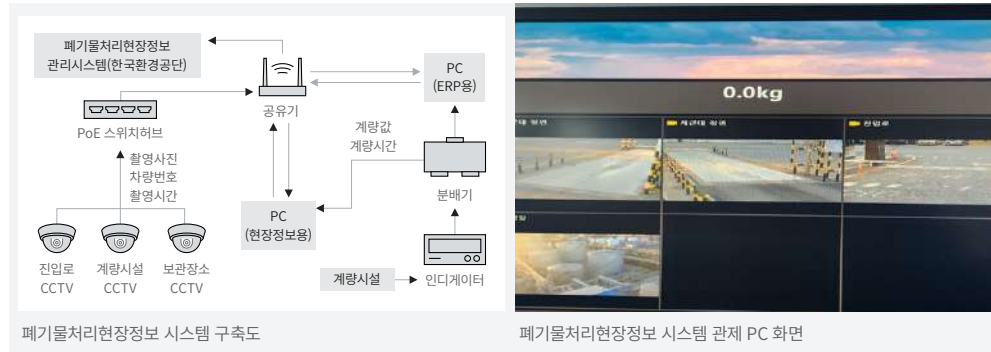 폐기물처리현장정보
관리시스템(한국환경공단)
공유기
PC
(ERP용)
PoE 스위치허브
계량값
계량시간
촬영사진
차량번호
촬영시간
분배기
PC
(현장정보용)
진입로
CCTV
계량시설
CCTV
보관장소
CCTV
계량시설
인디게이터
0.0kg
진입로
폐기물처리현장정보 시스템 구축도
폐기물처리현장정보 시스템 관제 PC 화면